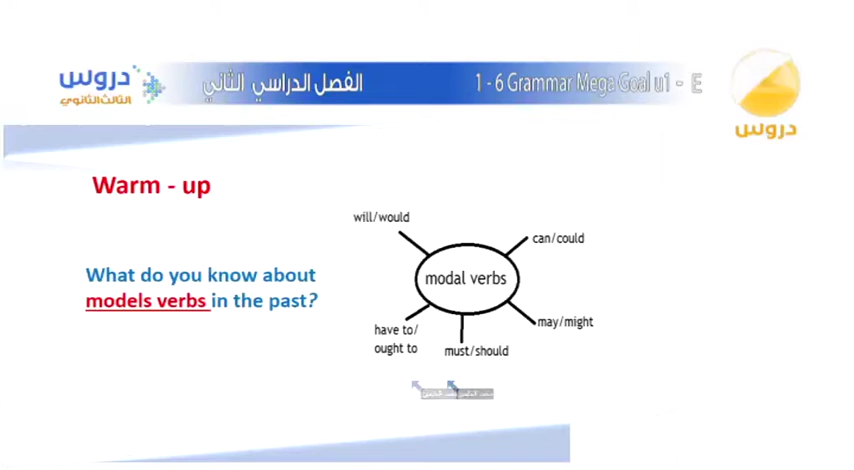 دروس
الثالث الثانوي
الفصل الدراسي الثاني
1 - 6 Grammar Mega Goal u1 - E
دروس
Warm - up
What do you know about
models verbs in the past?
will/would
can/could
modal verbs
may/might
have to/
ought to
must/should